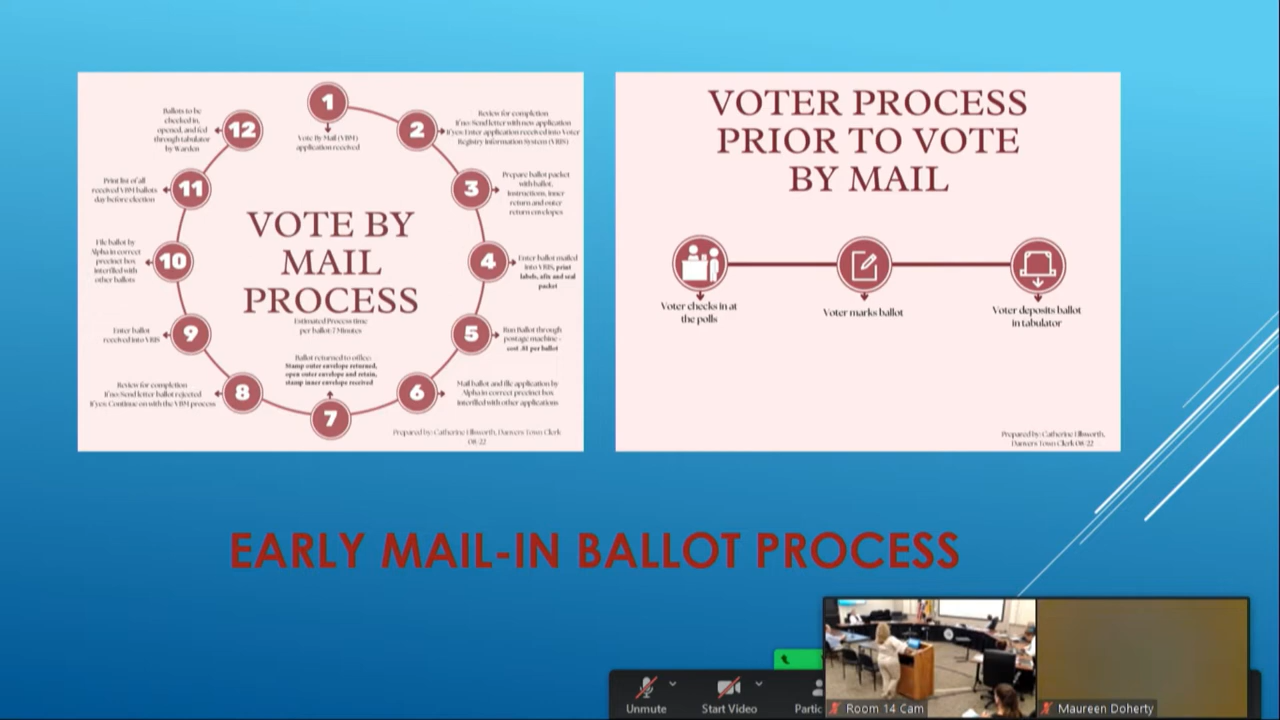 1
Vote By Mail (VBM)
application received
2
Review for completion
If no: Send letter with new application
If yes: Enter application received into Voter
Registry Information System (VRIS)
3
Prepare ballot packet
with ballot,
instructions, inner
return and outer
return envelopes
4
Enter ballot mailed
into VRIS, print
labels, afix and seal
packet
5
Run Ballot through
postage machine -
cost .81 per ballot
6
Mail ballot and file application by
Alpha in correct precinct box
interfiled with other applications
7
Ballot returned to office:
Stamp outer envelope returned,
open outer envelope and retain,
stamp inner envelope received
8
Review for completion
If no: Send letter ballot rejected
If yes: Continue on with the VBM process
9
Enter ballot
received into VRIS
10
File ballot by
Alpha in correct
precinct box
interfiled with
other ballots
11
Print list of all
received VBM ballots
day before election
12
Ballots to be
checked in,
opened, and fed
through tabulator
by Warden
VOTE BY
MAIL
PROCESS
Estimated Process time
per ballot: 7 Minutes
Prepared by: Catherine Ellsworth, Danvers Town Clerk
08/22
VOTER PROCESS
PRIOR TO VOTE
BY MAIL
Voter checks in at
the polls
Voter marks ballot
Voter deposits ballot
in tabulator
Prepared by: Catherine Ellsworth,
Danvers Town Clerk 08/22
EARLY MAIL-IN BALLOT PROCESS
Unmute
Start Video
Partic
Room 14 Cam
Maureen Doherty